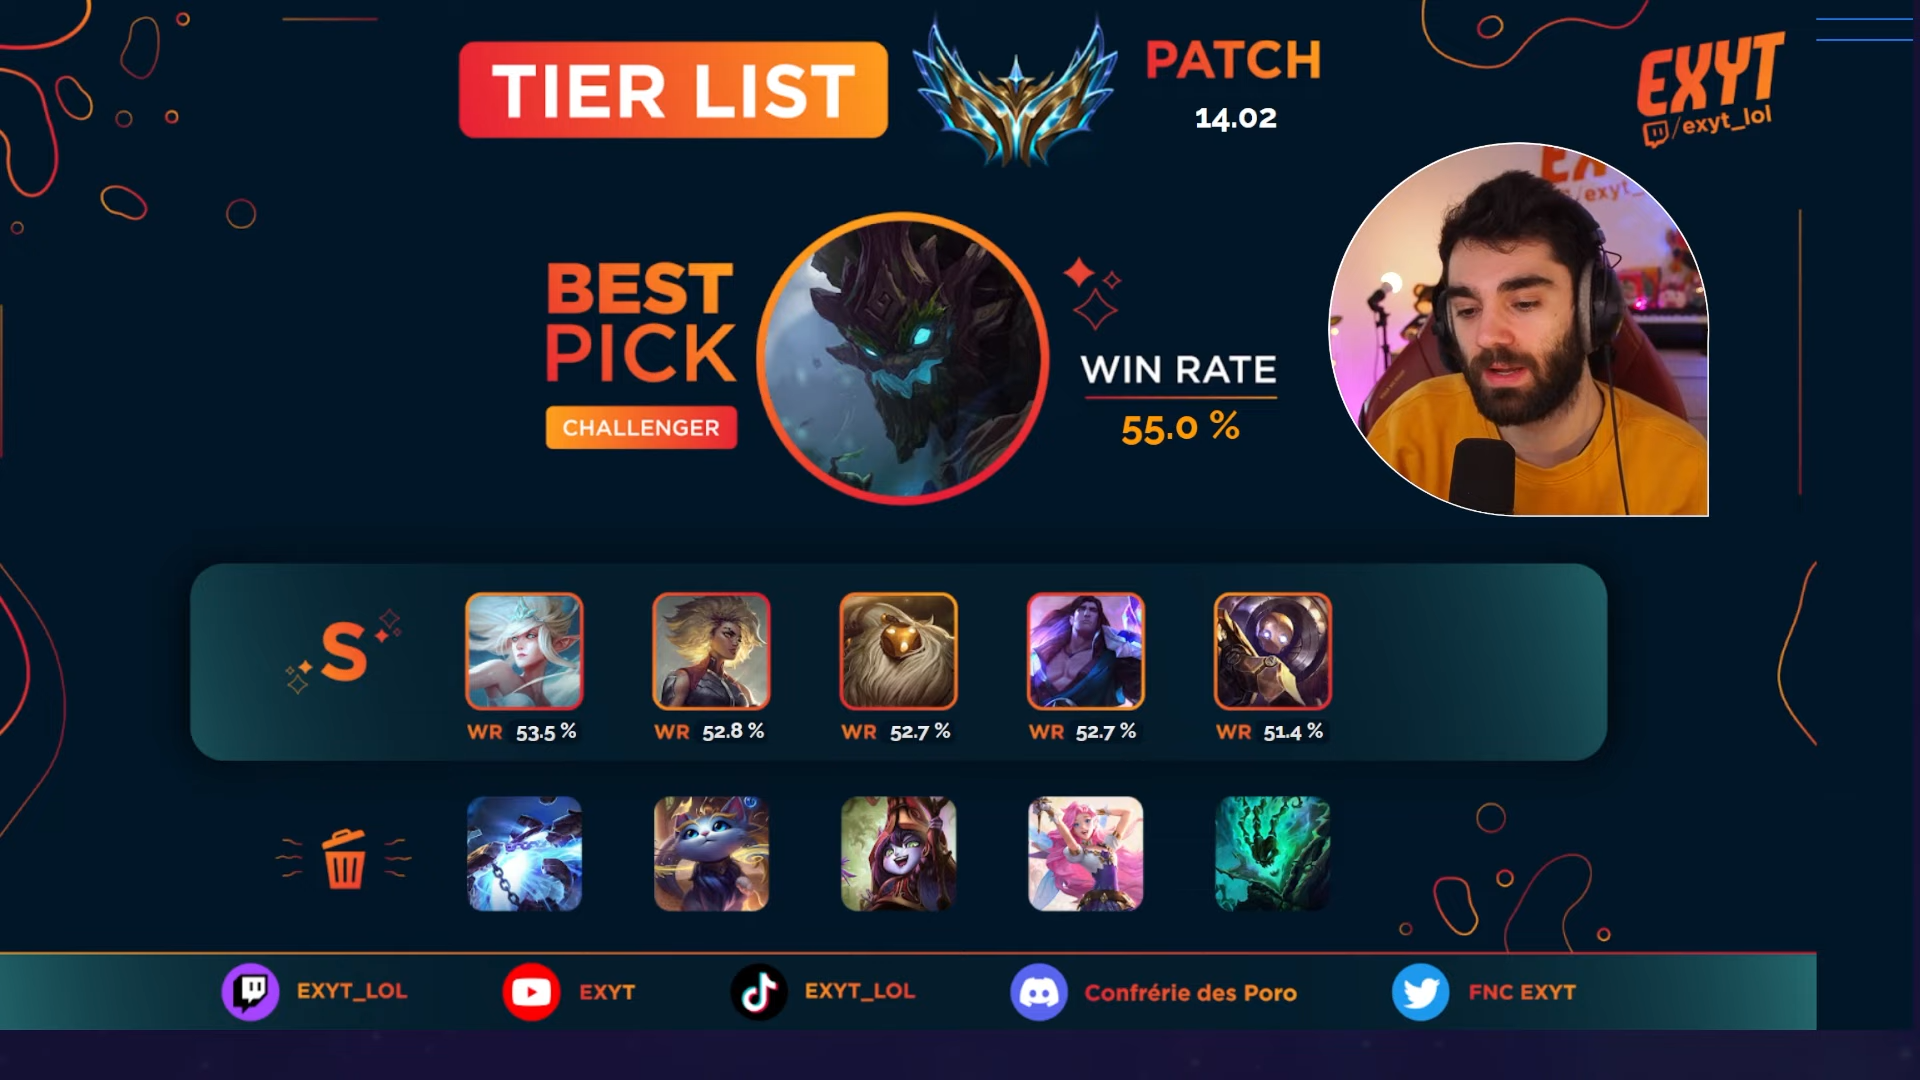 TIER LIST
PATCH
14.02
EXYT
/exyt_lol
BEST
PICK
CHALLENGER
WIN RATE
55.0 %
S
WR 53.5 %
WR 52.8 %
WR 52.7 %
WR 52.7 %
WR 51.4 %
EXYT_LOL
EXYT
EXYT_LOL
Confrérie des Poro
FNC EXYT